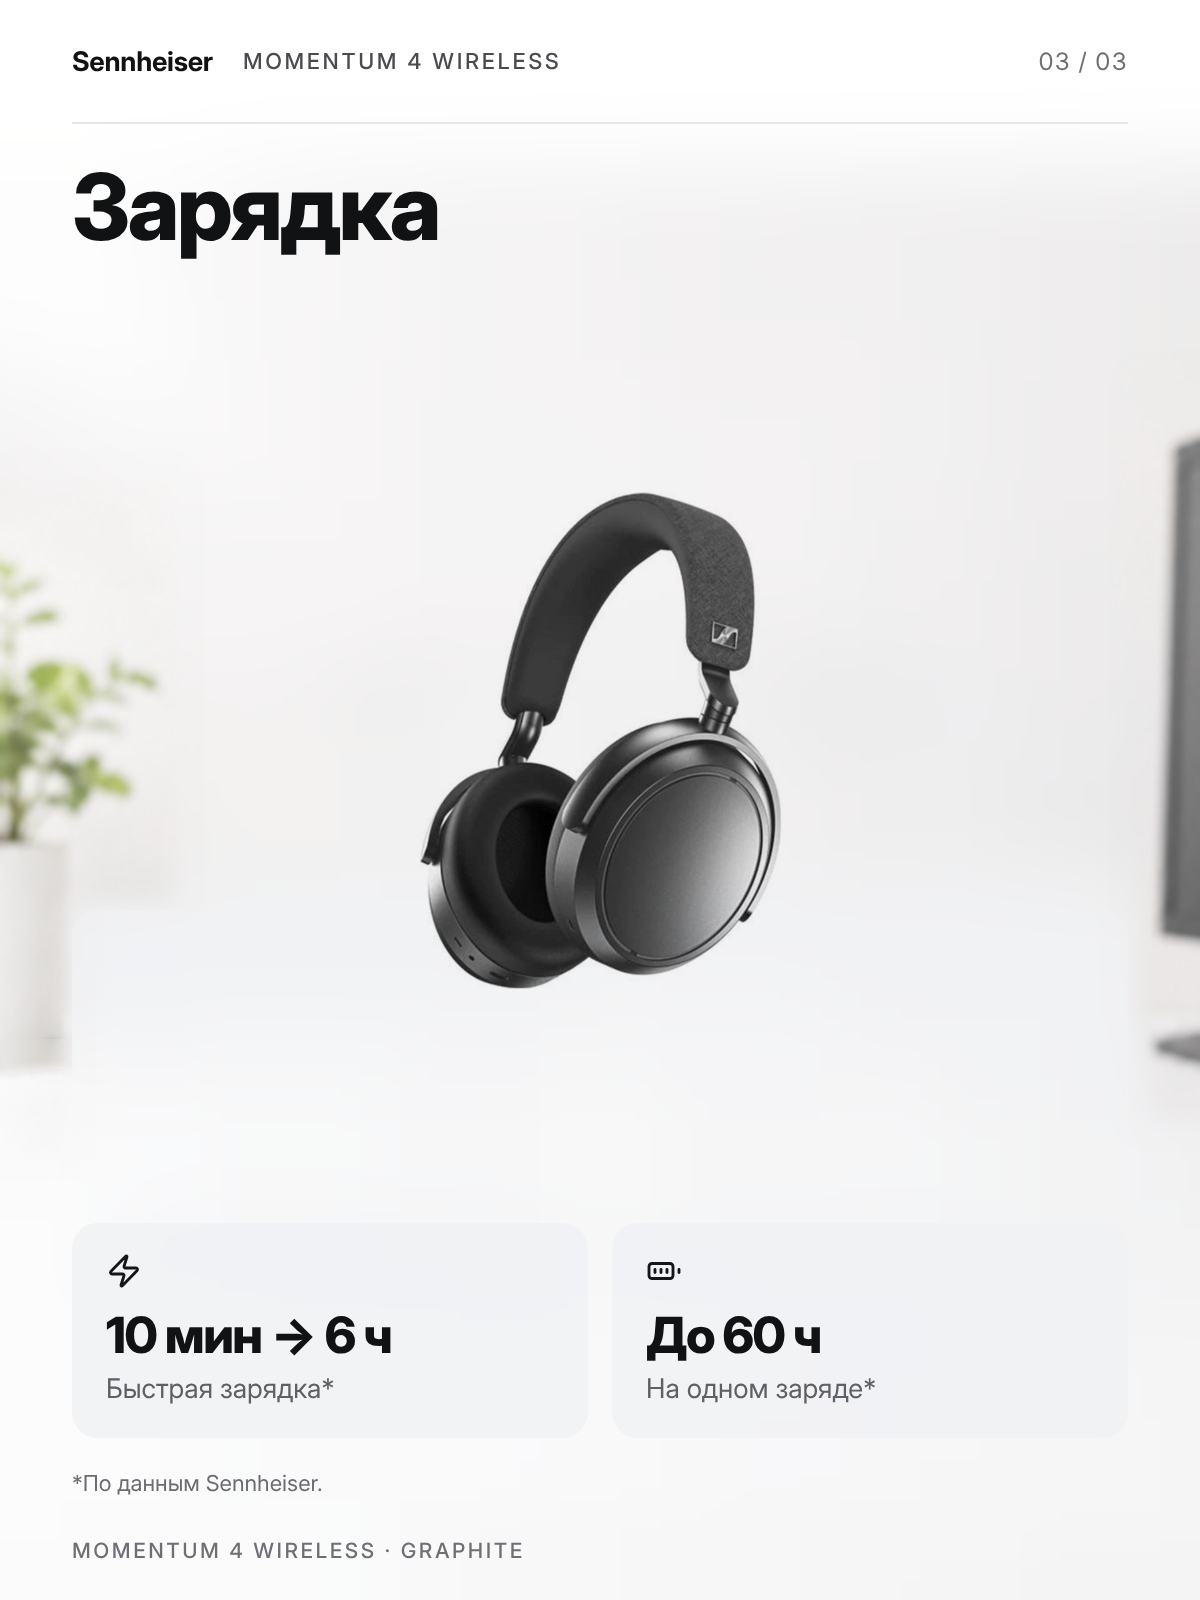 Sennheiser MOMENTUM 4 WIRELESS 03 / 03
Зарядка
10 мин → 6 ч
Быстрая зарядка*
До 60 ч
На одном заряде*
*По данным Sennheiser.
MOMENTUM 4 WIRELESS · GRAPHITE